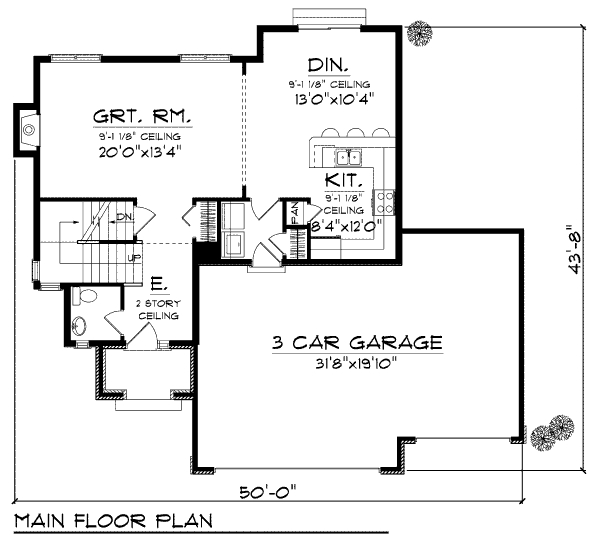 DIN.
9'-1 1/8" CEILING
13'0"x10'4"
GRT. RM.
9'-1 1/8" CEILING
20'0"x13'4"
KIT.
9'-1 1/8"
CEILING
8'4"x12'0"
PAN
DN.
UP
E.
2 STORY
CEILING
3 CAR GARAGE
31'8"x19'10"
43'-8"
50'-0"
MAIN FLOOR PLAN